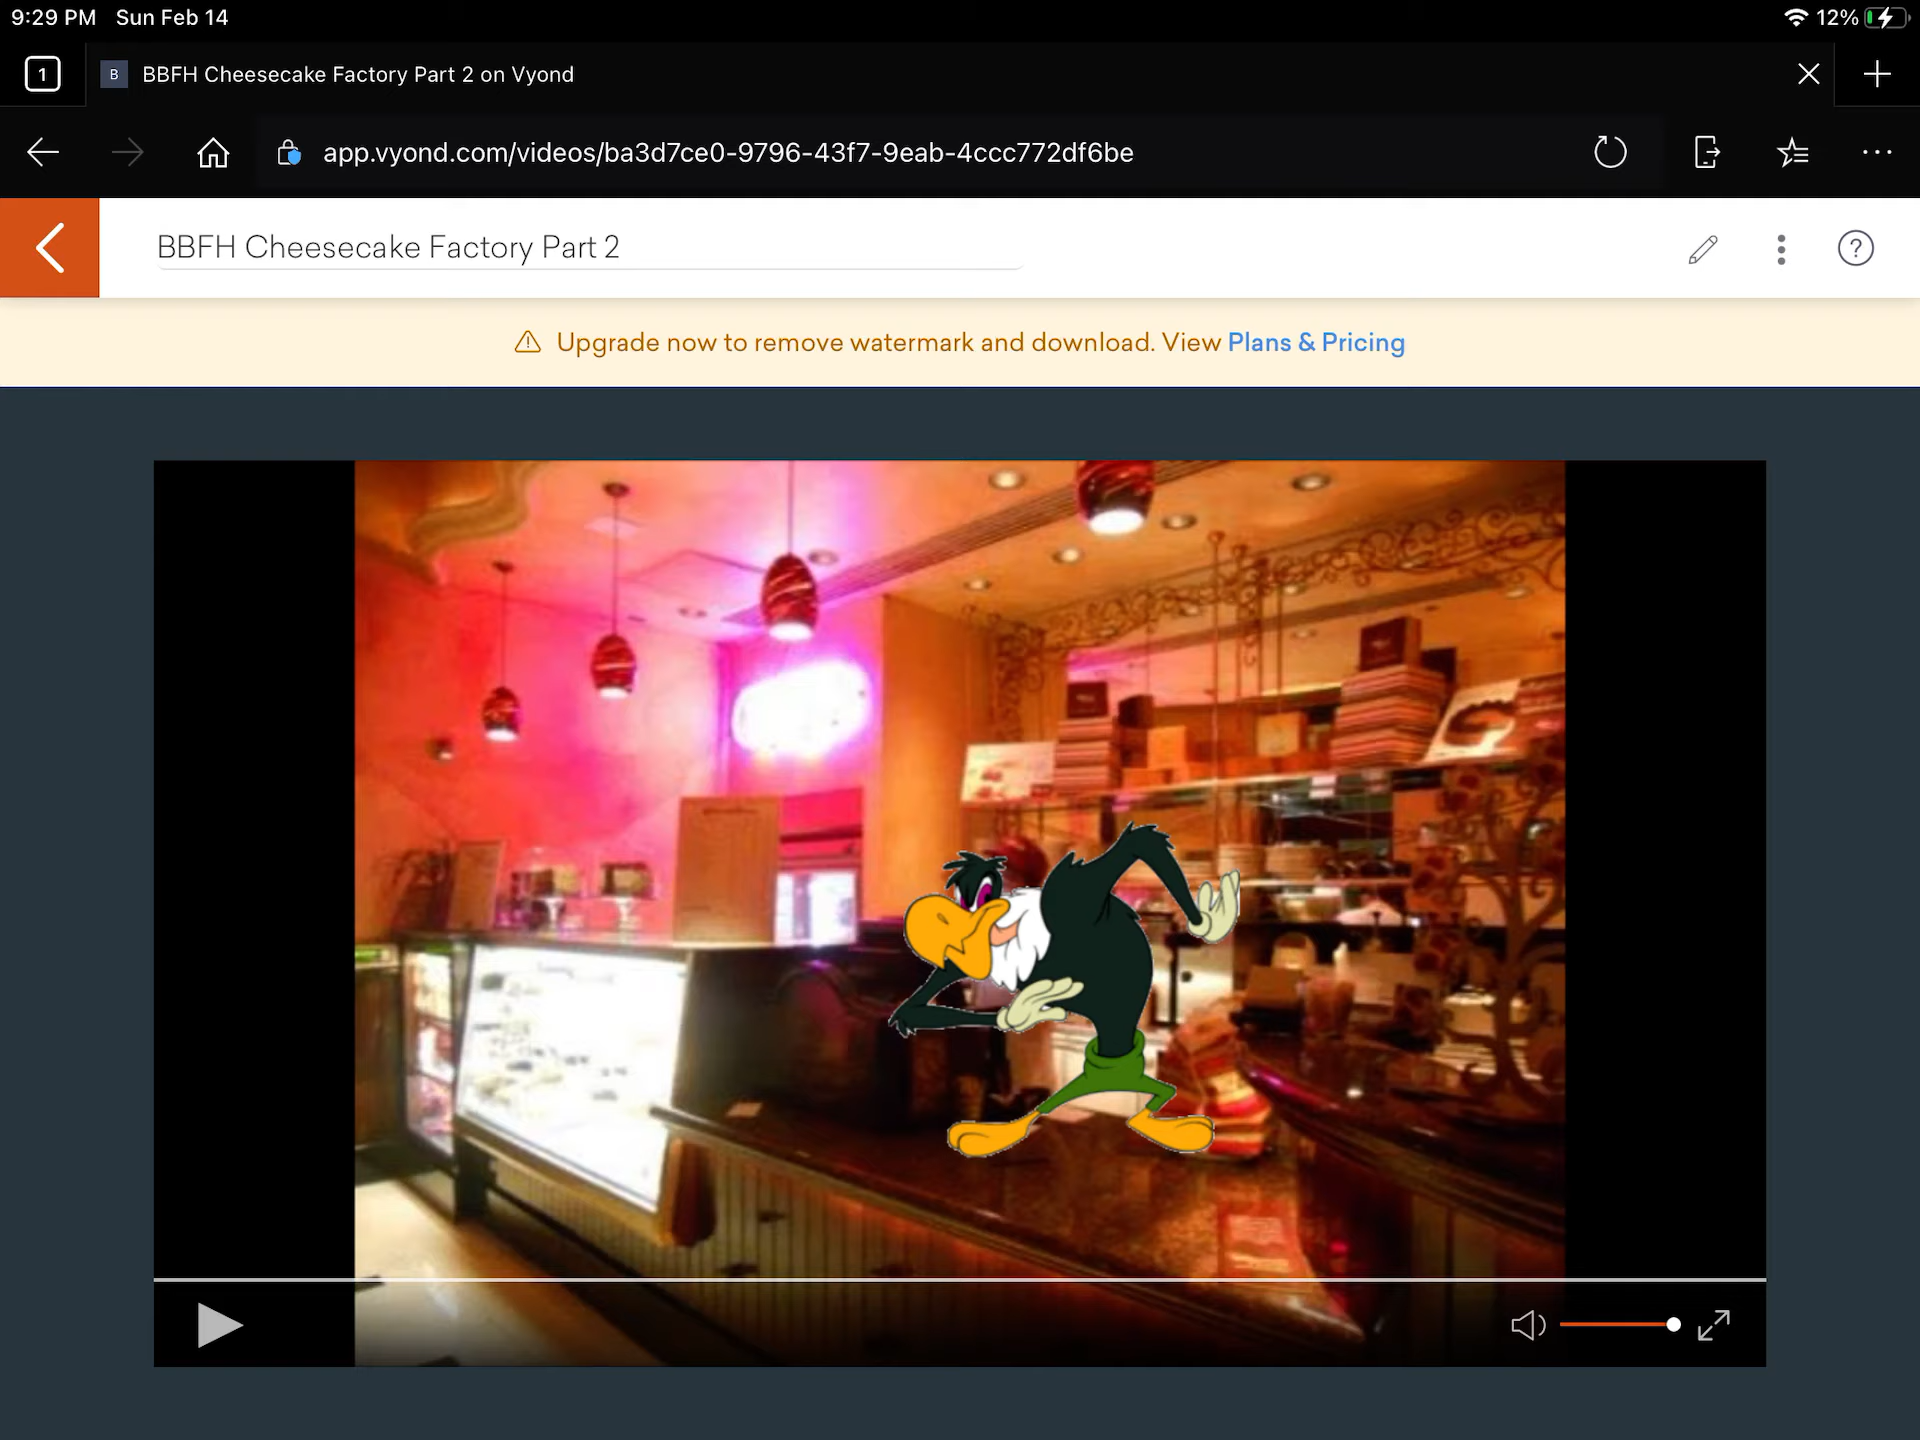 9:29 PM Sun Feb 14
12%
1
B BBFH Cheesecake Factory Part 2 on Vyond
app.vyond.com/videos/ba3d7ce0-9796-43f7-9eab-4ccc772df6be
BBFH Cheesecake Factory Part 2
?
Upgrade now to remove watermark and download. View Plans & Pricing